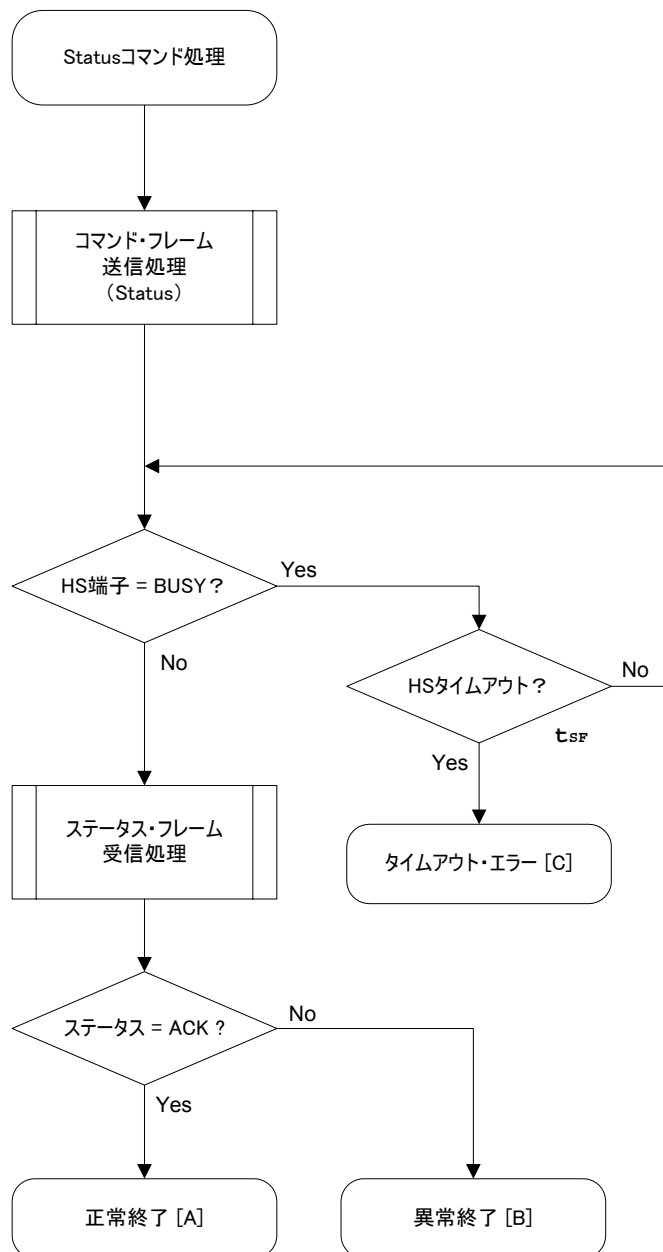 Statusコマンド処理
コマンド・フレーム
送信処理
（Status）
HS端子 = BUSY？
Yes
No
HSタイムアウト？
No
tSF
Yes
ステータス・フレーム
受信処理
タイムアウト・エラー [C]
ステータス = ACK ?
No
Yes
正常終了 [A]
異常終了 [B]